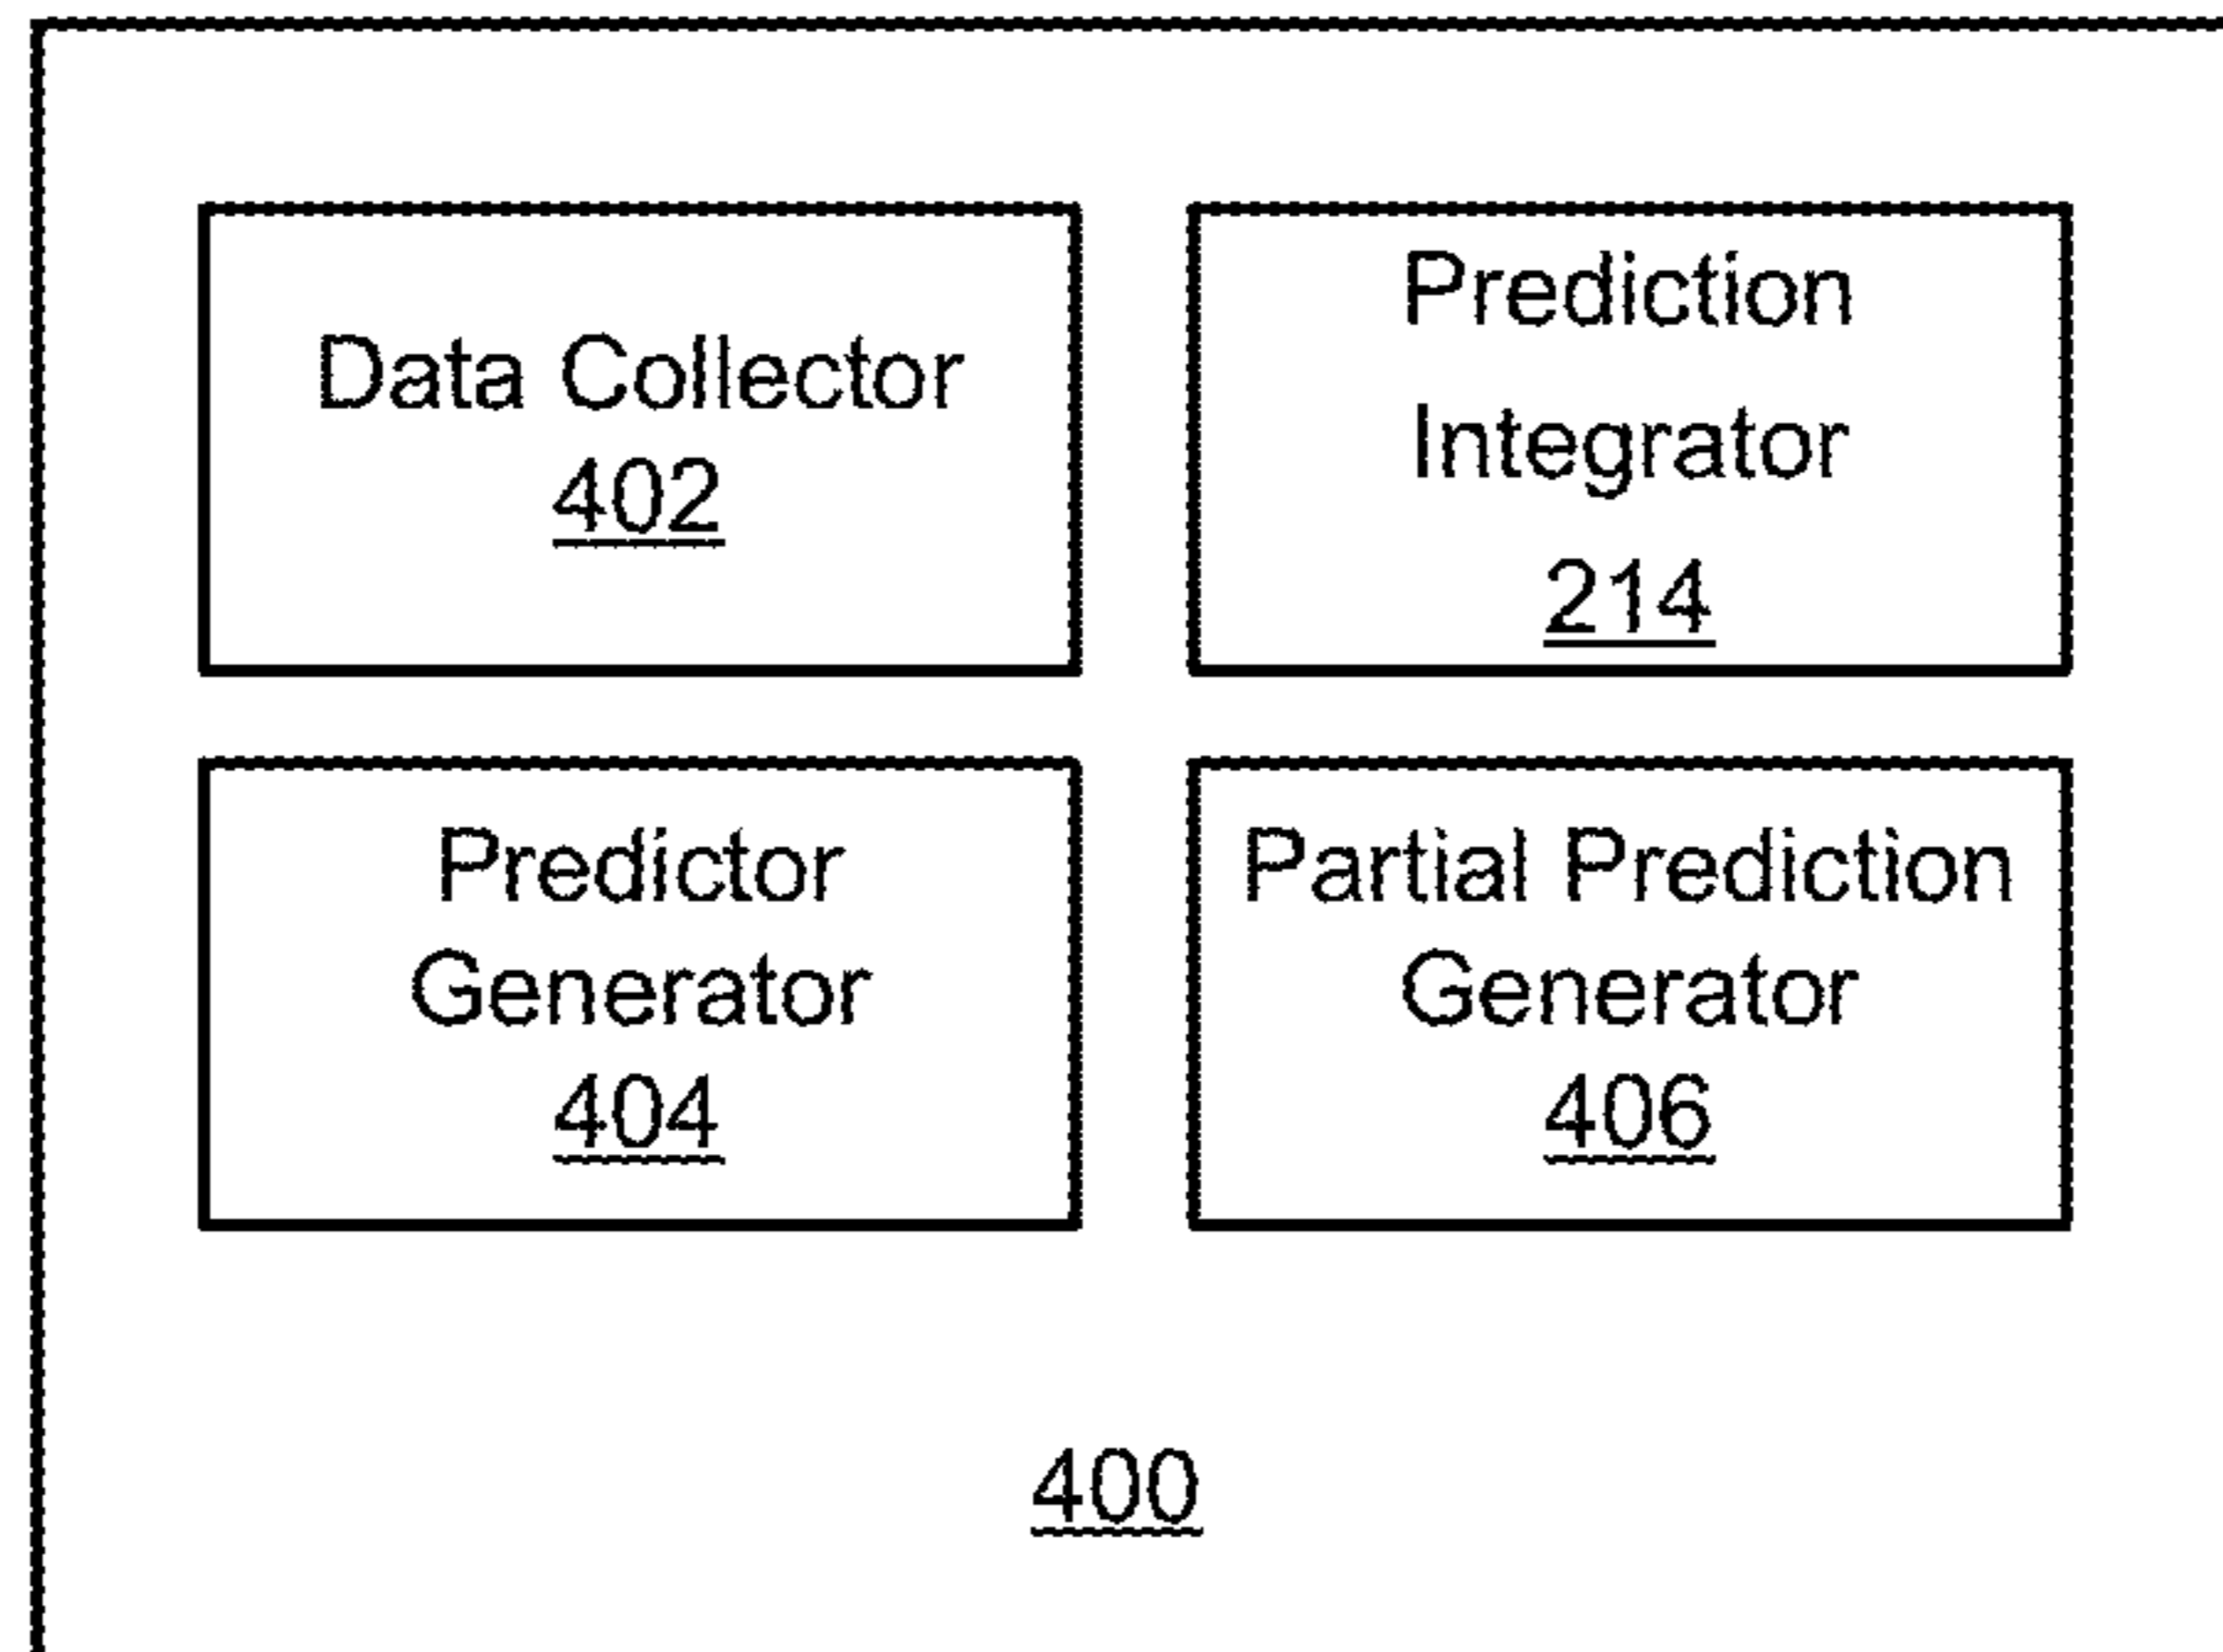 Data Collector
402
Prediction
Integrator
214
Predictor
Generator
404
Partial Prediction
Generator
406
400